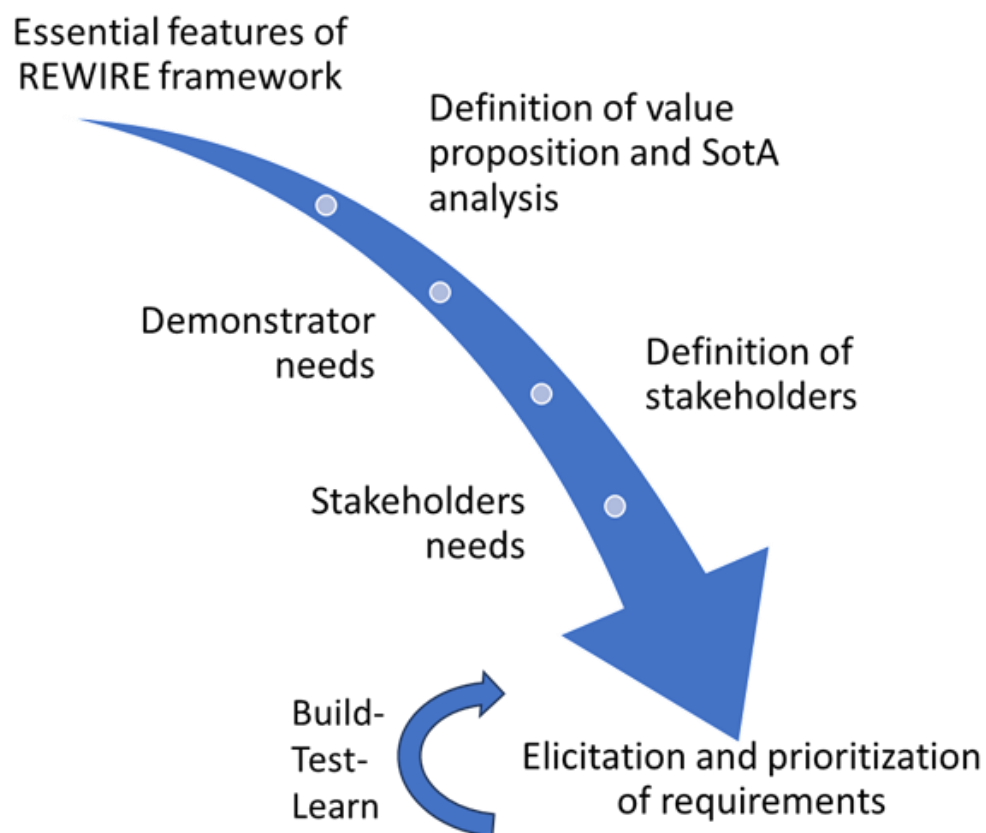 Essential features of
REWIRE framework
Definition of value
proposition and SotA
analysis
Demonstrator
needs
Definition of
stakeholders
Stakeholders
needs
Build-
Test-
Learn
Elicitation and prioritization
of requirements